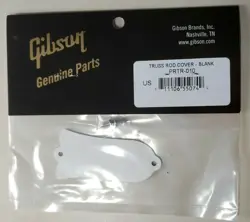 Gibson
Genuine Parts
Gibson Brands, Inc.
Nashville, TN
www.gibson.com
TRUSS ROD COVER - BLANK
PRTR-010
US